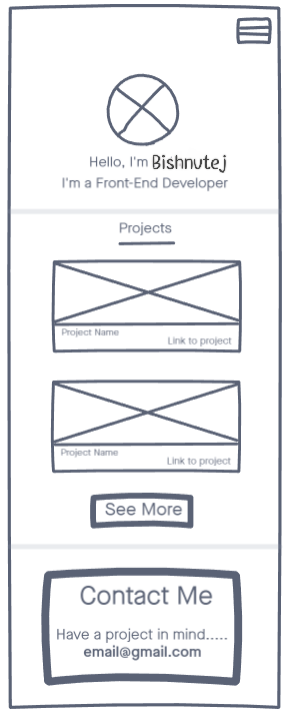 Hello, I'm Bishnutej
I'm a Front-End Developer
Projects
Project Name
Link to project
Project Name
Link to project
See More
Contact Me
Have a project in mind.....
email@gmail.com